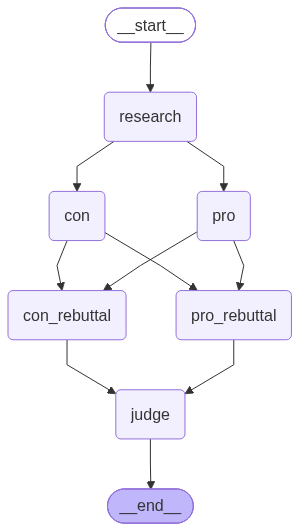 __start__
research
con
pro
con_rebuttal
pro_rebuttal
judge
__end__